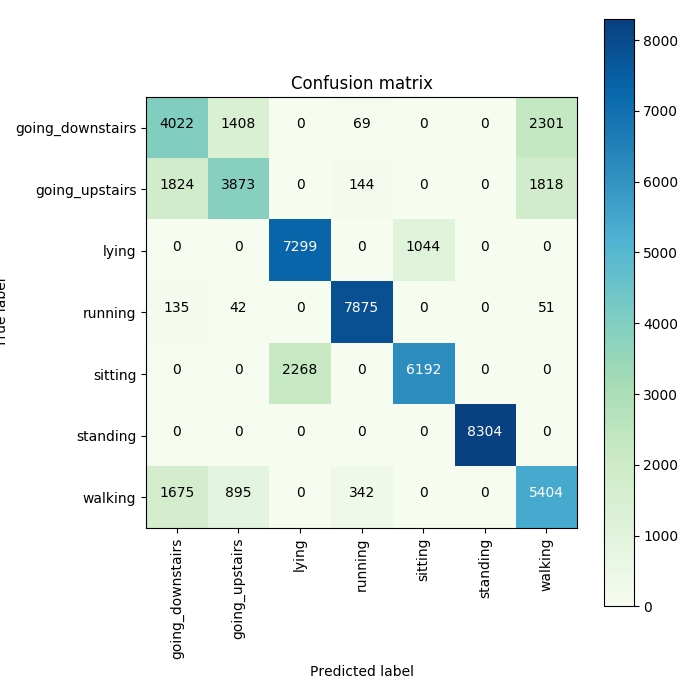 Confusion matrix
going_downstairs 4022 1408 0 69 0 0 2301
going_upstairs 1824 3873 0 144 0 0 1818
lying 0 0 7299 0 1044 0 0
running 135 42 0 7875 0 0 51
sitting 0 0 2268 0 6192 0 0
standing 0 0 0 0 0 8304 0
walking 1675 895 0 342 0 0 5404
going_downstairs going_upstairs lying running sitting standing walking
Predicted label
True label
8000
7000
6000
5000
4000
3000
2000
1000
0